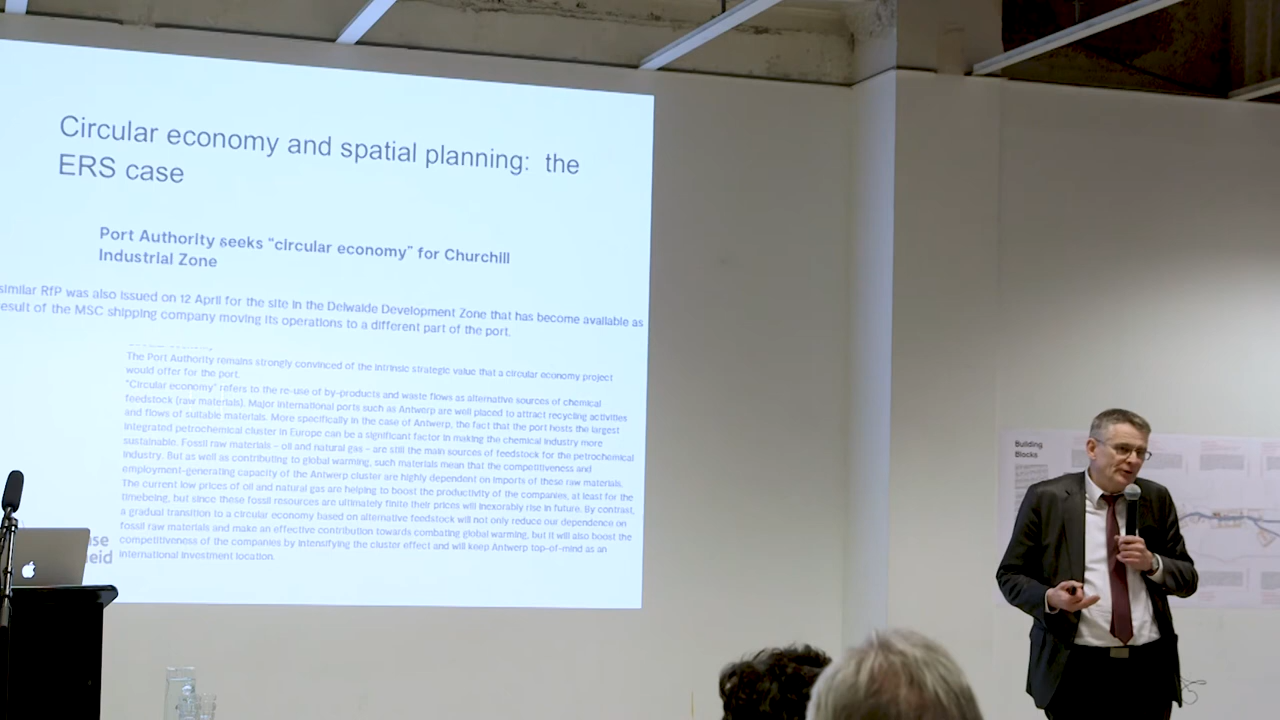 Circular economy and spatial planning: the
ERS case
Port Authority seeks "circular economy" for Churchill
Industrial Zone
similar RfP was also issued on 12 April for the site in the Delwaide Development Zone that has become available as
esult of the MSC shipping company moving its operations to a different part of the port.
The Port Authority remains strongly convinced of the intrinsic strategic value that a circular economy project
would offer for the port.
"Circular economy" refers to the re-use of by-products and waste flows as alternative sources of chemical
feedstock (raw materials). Major international ports such as Antwerp are well placed to attract recycling activities
and flows of suitable materials. More specifically in the case of Antwerp, the fact that the port hosts the largest
integrated petrochemical cluster in Europe can be a significant factor in making the chemical industry more
sustainable. Fossil raw materials – oil and natural gas – are still the main sources of feedstock for the petrochemical
industry. But as well as contributing to global warming, such materials mean that the competitiveness and
employment-generating capacity of the Antwerp cluster are highly dependent on imports of these raw materials.
The current low prices of oil and natural gas are helping to boost the productivity of the companies, at least for the
timebeing, but since these fossil resources are ultimately finite their prices will inexorably rise in future. By contrast,
a gradual transition to a circular economy based on alternative feedstock will not only reduce our dependence on
fossil raw materials and make an effective contribution towards combating global warming, but it will also boost the
competitiveness of the companies by intensifying the cluster effect and will keep Antwerp top-of-mind as an
international investment location.
se
eid
Building
Blocks